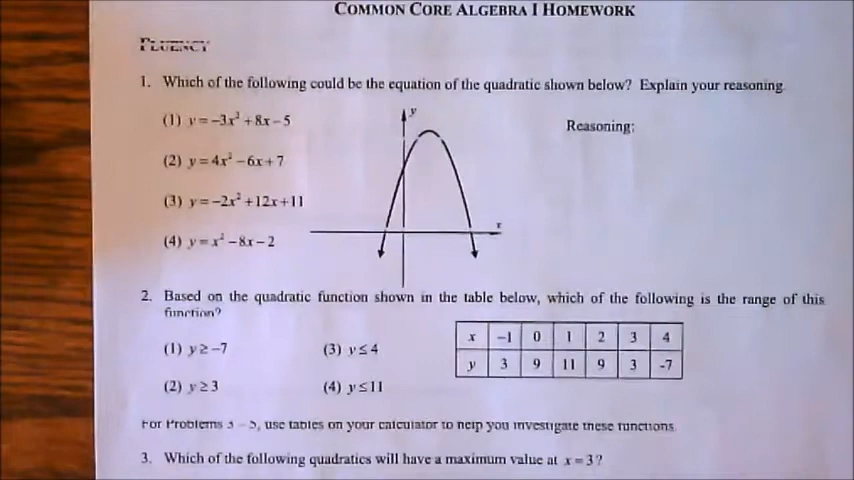 COMMON CORE ALGEBRA I HOMEWORK
FLUENCY
1. Which of the following could be the equation of the quadratic shown below? Explain your reasoning.
(1) y = −3x² + 8x − 5
Reasoning:
y
(2) y = 4x² − 6x + 7
(3) y = −2x² + 12x + 11
x
(4) y = x² − 8x − 2
2. Based on the quadratic function shown in the table below, which of the following is the range of this
function?
x −1 0 1 2 3 4
y 3 9 11 9 3 -7
(1) y ≥ −7 (3) y ≤ 4
(2) y ≥ 3 (4) y ≤ 11
For Problems 3 – 5, use tables on your calculator to help you investigate these functions.
3. Which of the following quadratics will have a maximum value at x = 3?